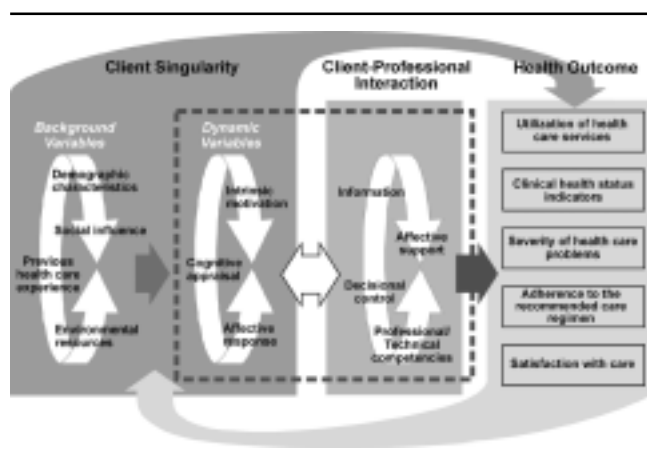 Client Singularity
Client-Professional
Interaction
Health Outcome
Background
Variables
Demographic
characteristics
Social influence
Previous
health care
experience
Environmental
resources
Dynamic
Variables
Intrinsic
motivation
Cognitive
appraisal
Affective
response
Information
Affective
support
Decisional
control
Professional/
Technical
competencies
Utilization of health
care services
Clinical health status
indicators
Severity of health care
problems
Adherence to the
recommended care
regimen
Satisfaction with care